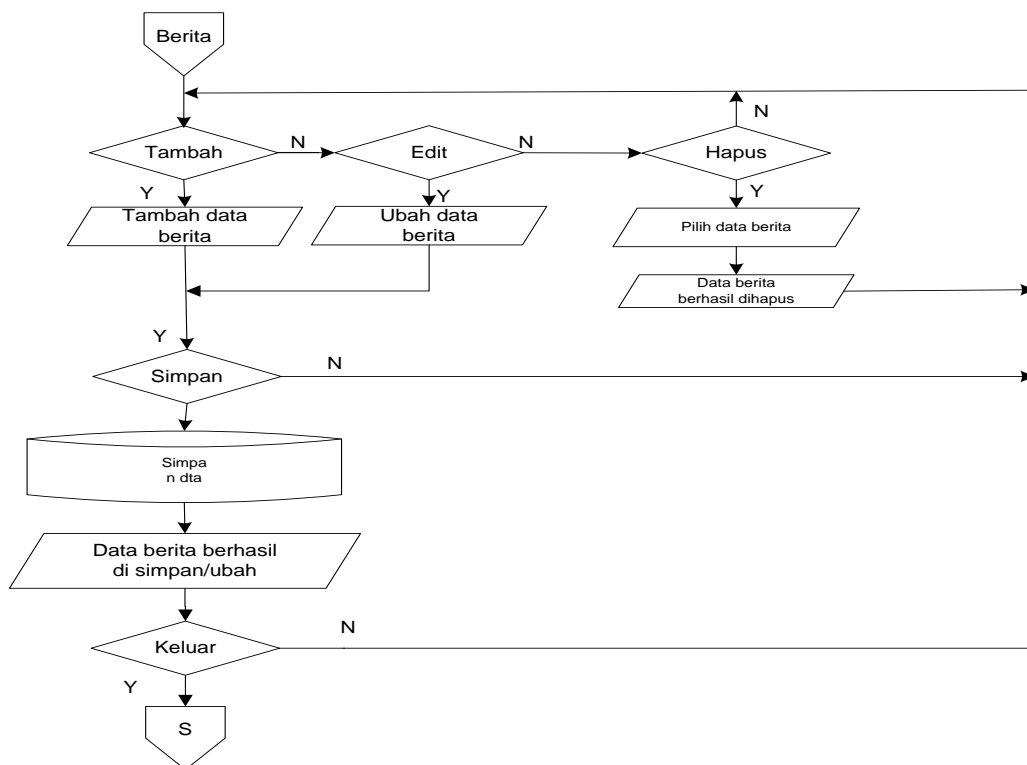 Berita
N
Tambah
N
Edit
N
Hapus
Y
Y
Y
Tambah data
berita
Ubah data
berita
Pilih data berita
Data berita
berhasil dihapus
Y
Simpan
N
Simpa
n dta
Data berita berhasil
di simpan/ubah
N
Keluar
Y
S